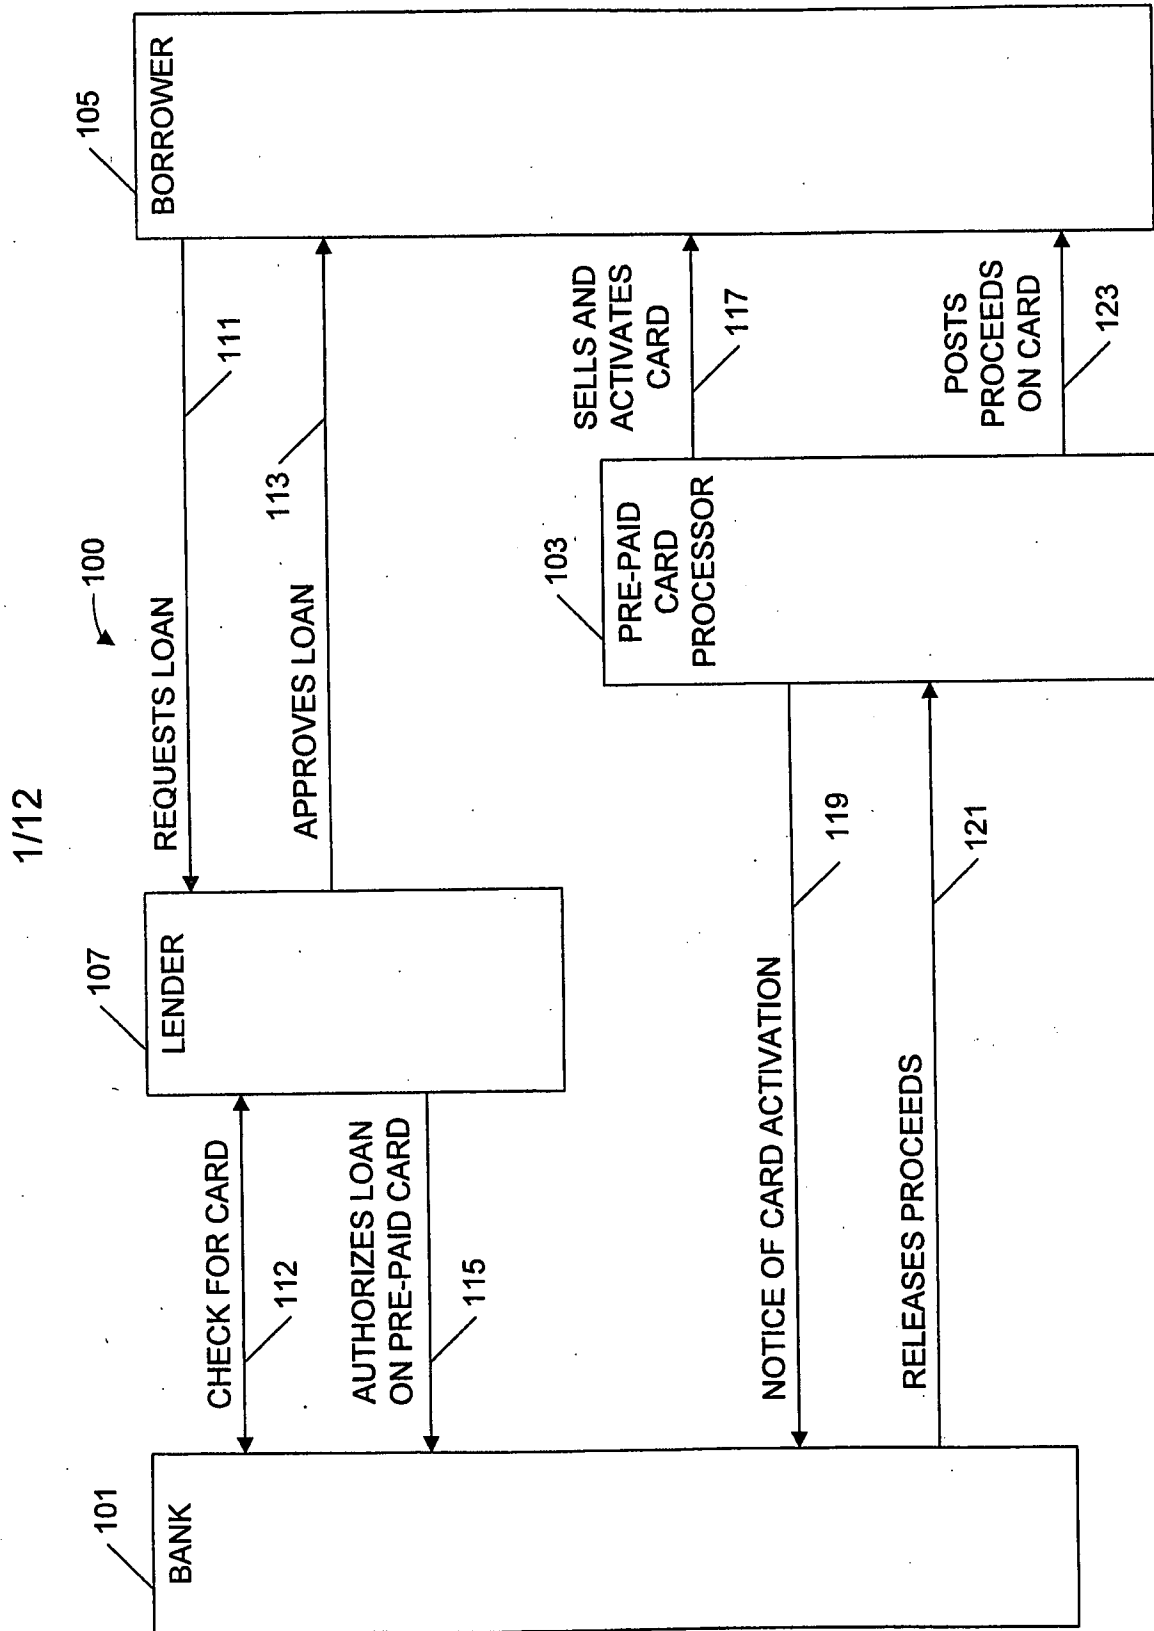 1/12
100
101
BANK
107
LENDER
105
BORROWER
REQUESTS LOAN
111
CHECK FOR CARD
112
APPROVES LOAN
113
AUTHORIZES LOAN
ON PRE-PAID CARD
115
103
PRE-PAID
CARD
PROCESSOR
SELLS AND
ACTIVATES
CARD
117
NOTICE OF CARD ACTIVATION
119
RELEASES PROCEEDS
121
POSTS
PROCEEDS
ON CARD
123